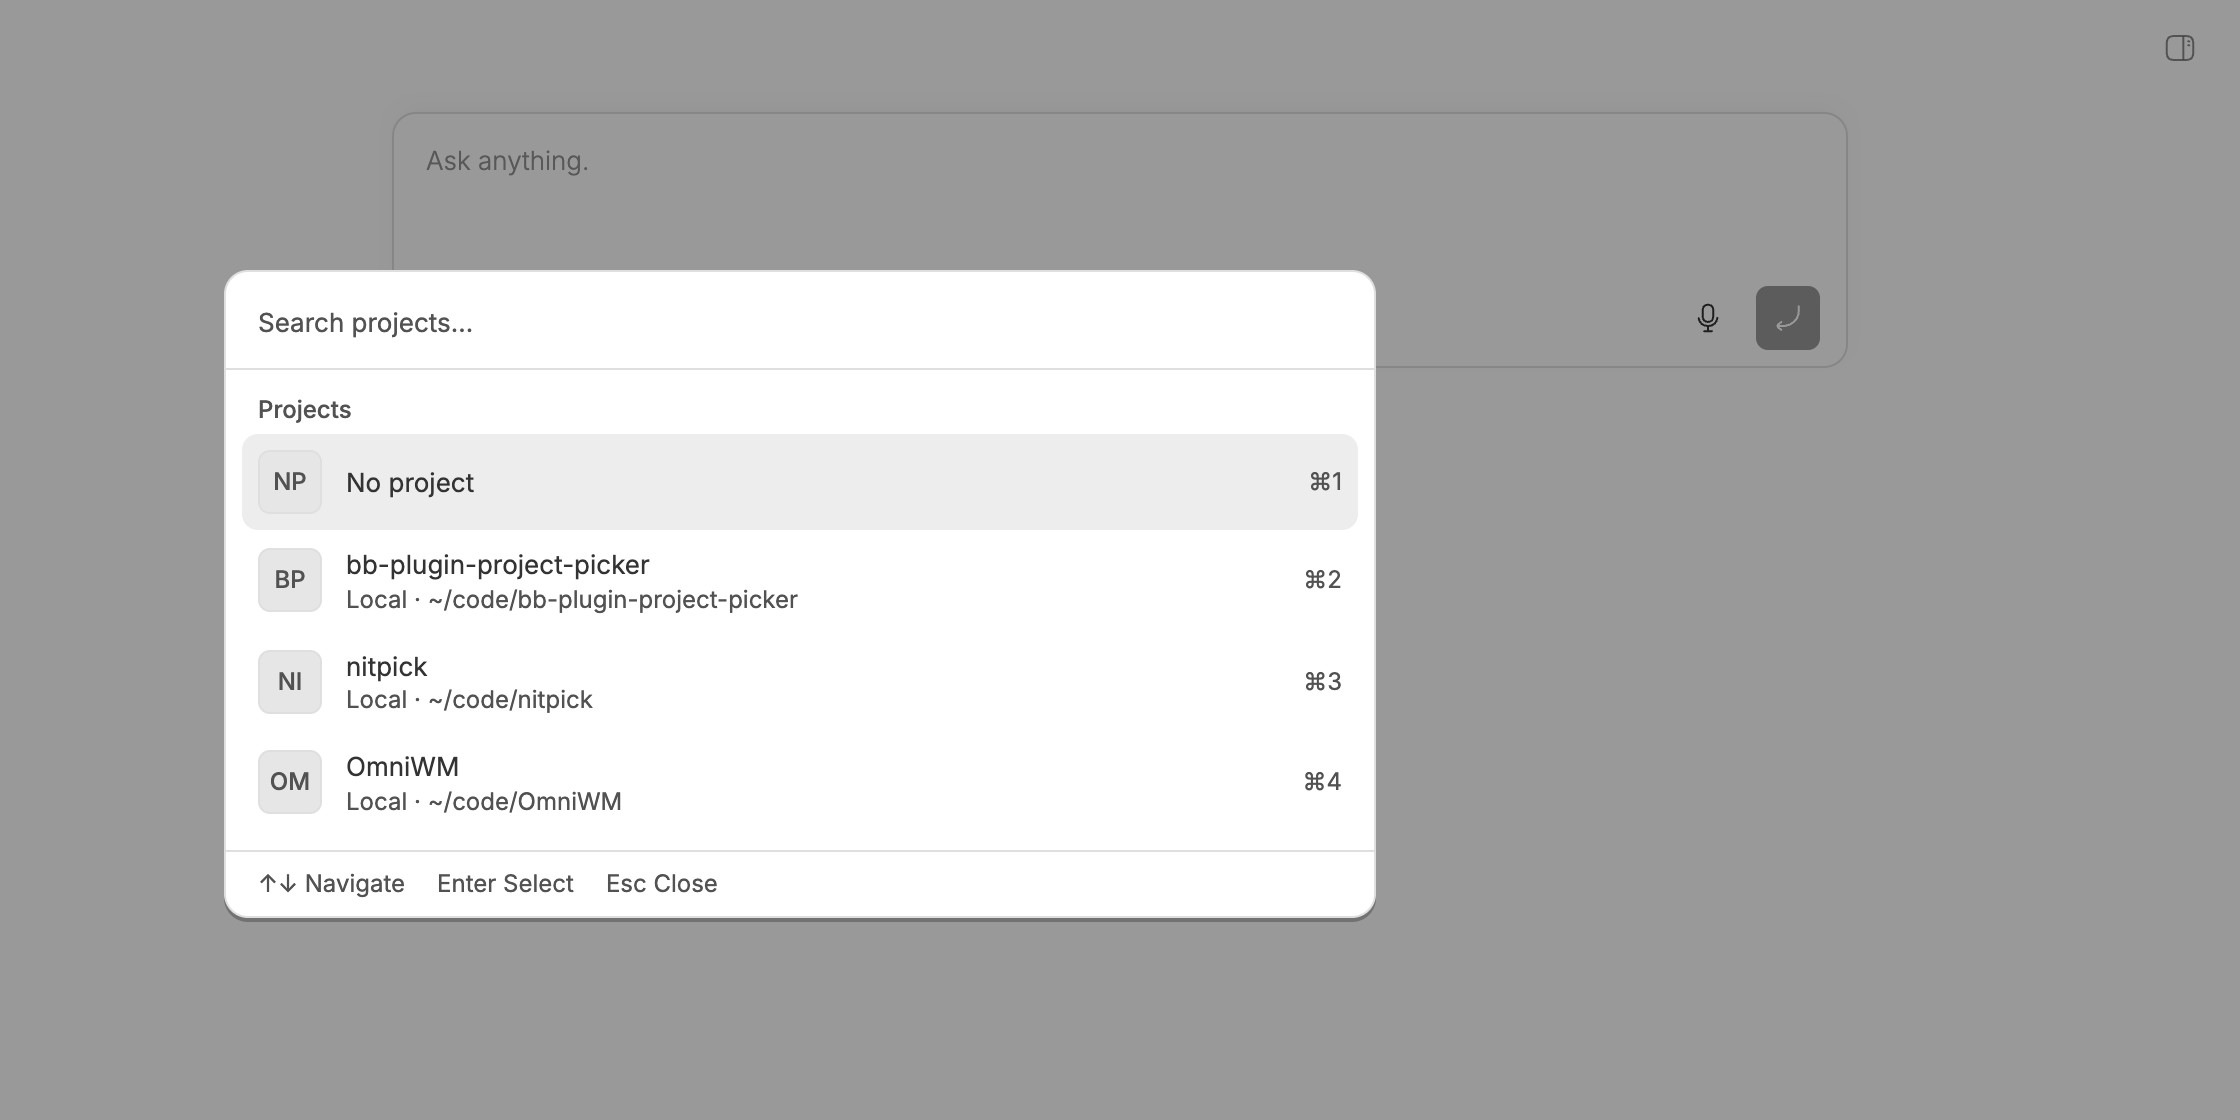 Ask anything.
Search projects...
Projects
NP No project ⌘1
BP bb-plugin-project-picker ⌘2
Local · ~/code/bb-plugin-project-picker
NI nitpick ⌘3
Local · ~/code/nitpick
OM OmniWM ⌘4
Local · ~/code/OmniWM
↑↓ Navigate Enter Select Esc Close